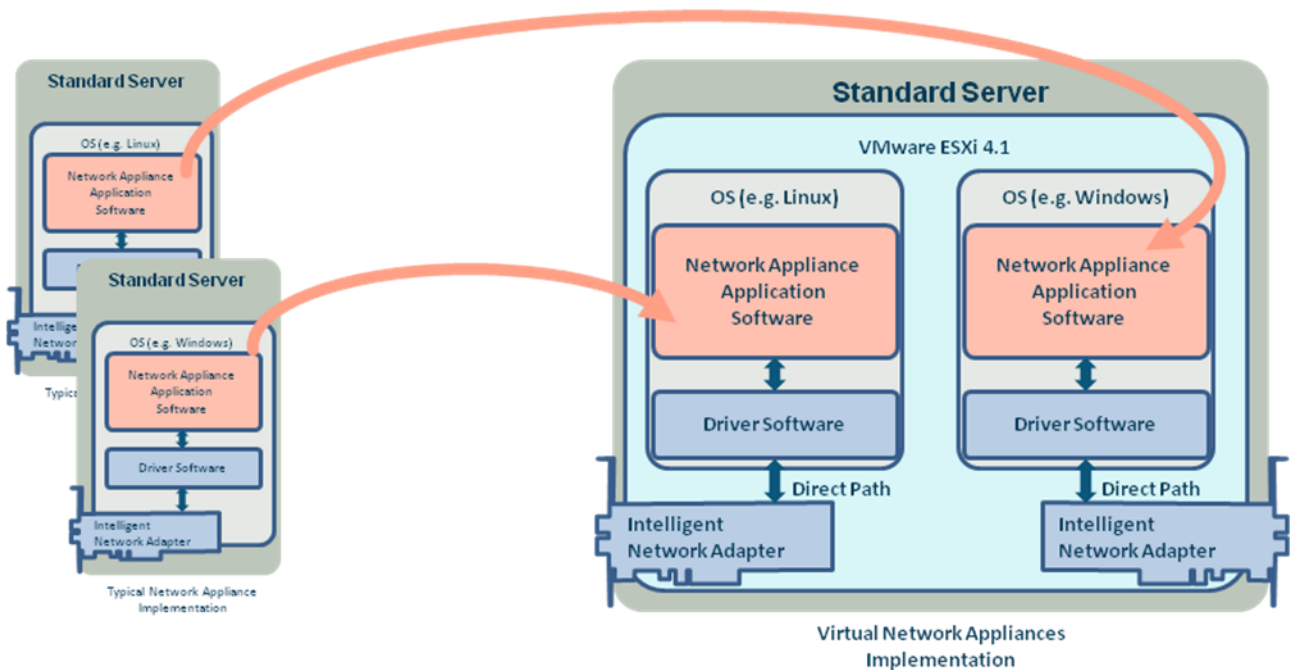 Standard Server
OS (e.g. Linux)
Network Appliance
Application
Software
Intellige
Network
Typic
Standard Server
OS (e.g. Windows)
Network Appliance
Application
Software
Driver Software
Intelligent
Network Adapter
Typical Network Appliance
Implementation
Standard Server
VMware ESXi 4.1
OS (e.g. Linux)
Network Appliance
Application
Software
Driver Software
Direct Path
Intelligent
Network Adapter
OS (e.g. Windows)
Network Appliance
Application
Software
Driver Software
Direct Path
Intelligent
Network Adapter
Virtual Network Appliances
Implementation